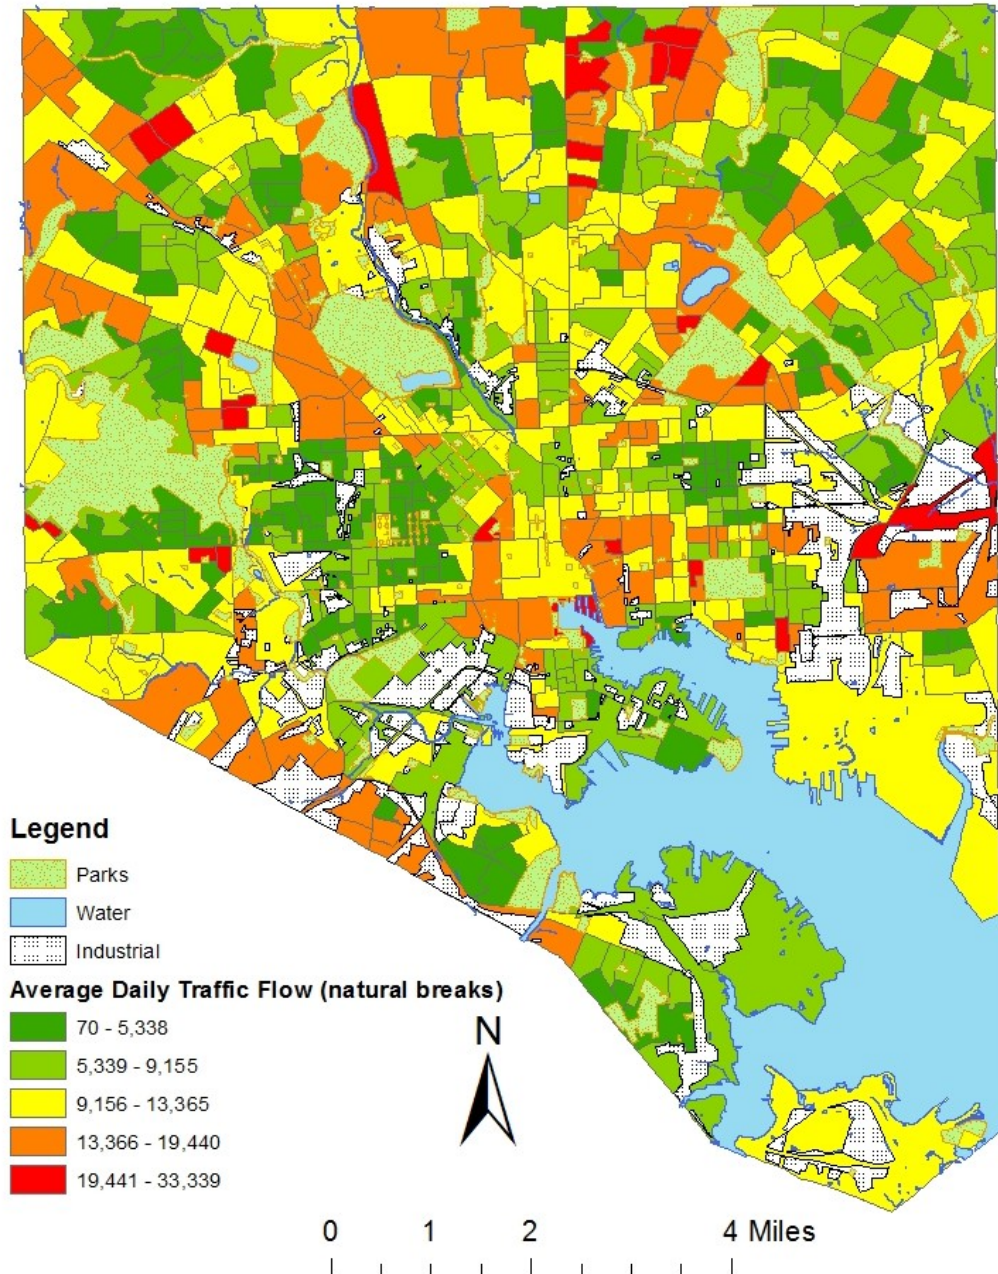 Legend
Parks
Water
Industrial
Average Daily Traffic Flow (natural breaks)
70 - 5,338
5,339 - 9,155
9,156 - 13,365
13,366 - 19,440
19,441 - 33,339
N
0 1 2 4 Miles